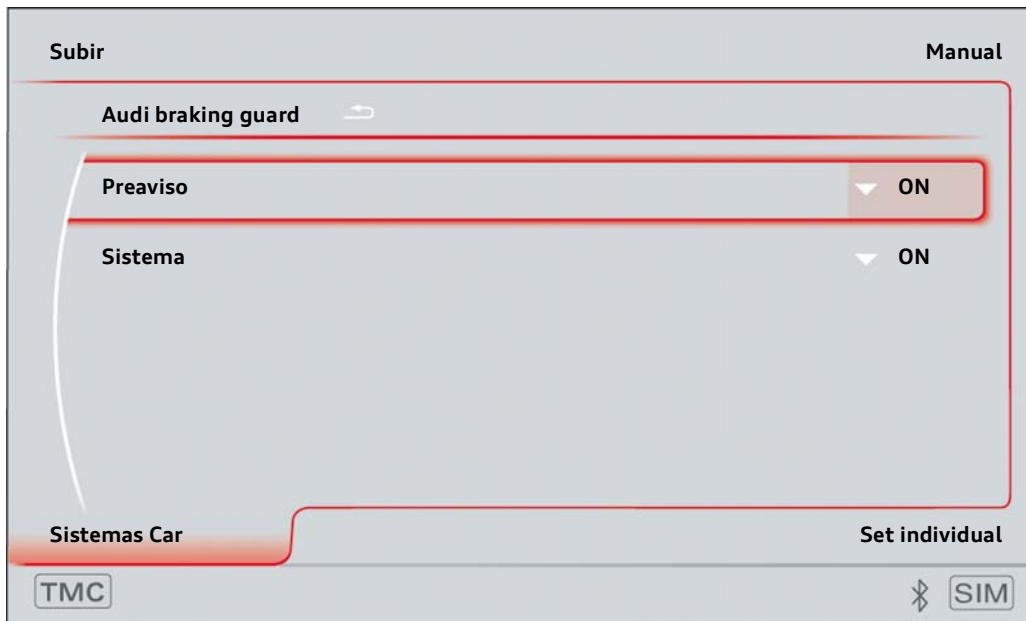 Subir Manual
Audi braking guard
Preaviso ON
Sistema ON
Sistemas Car Set individual
TMC SIM